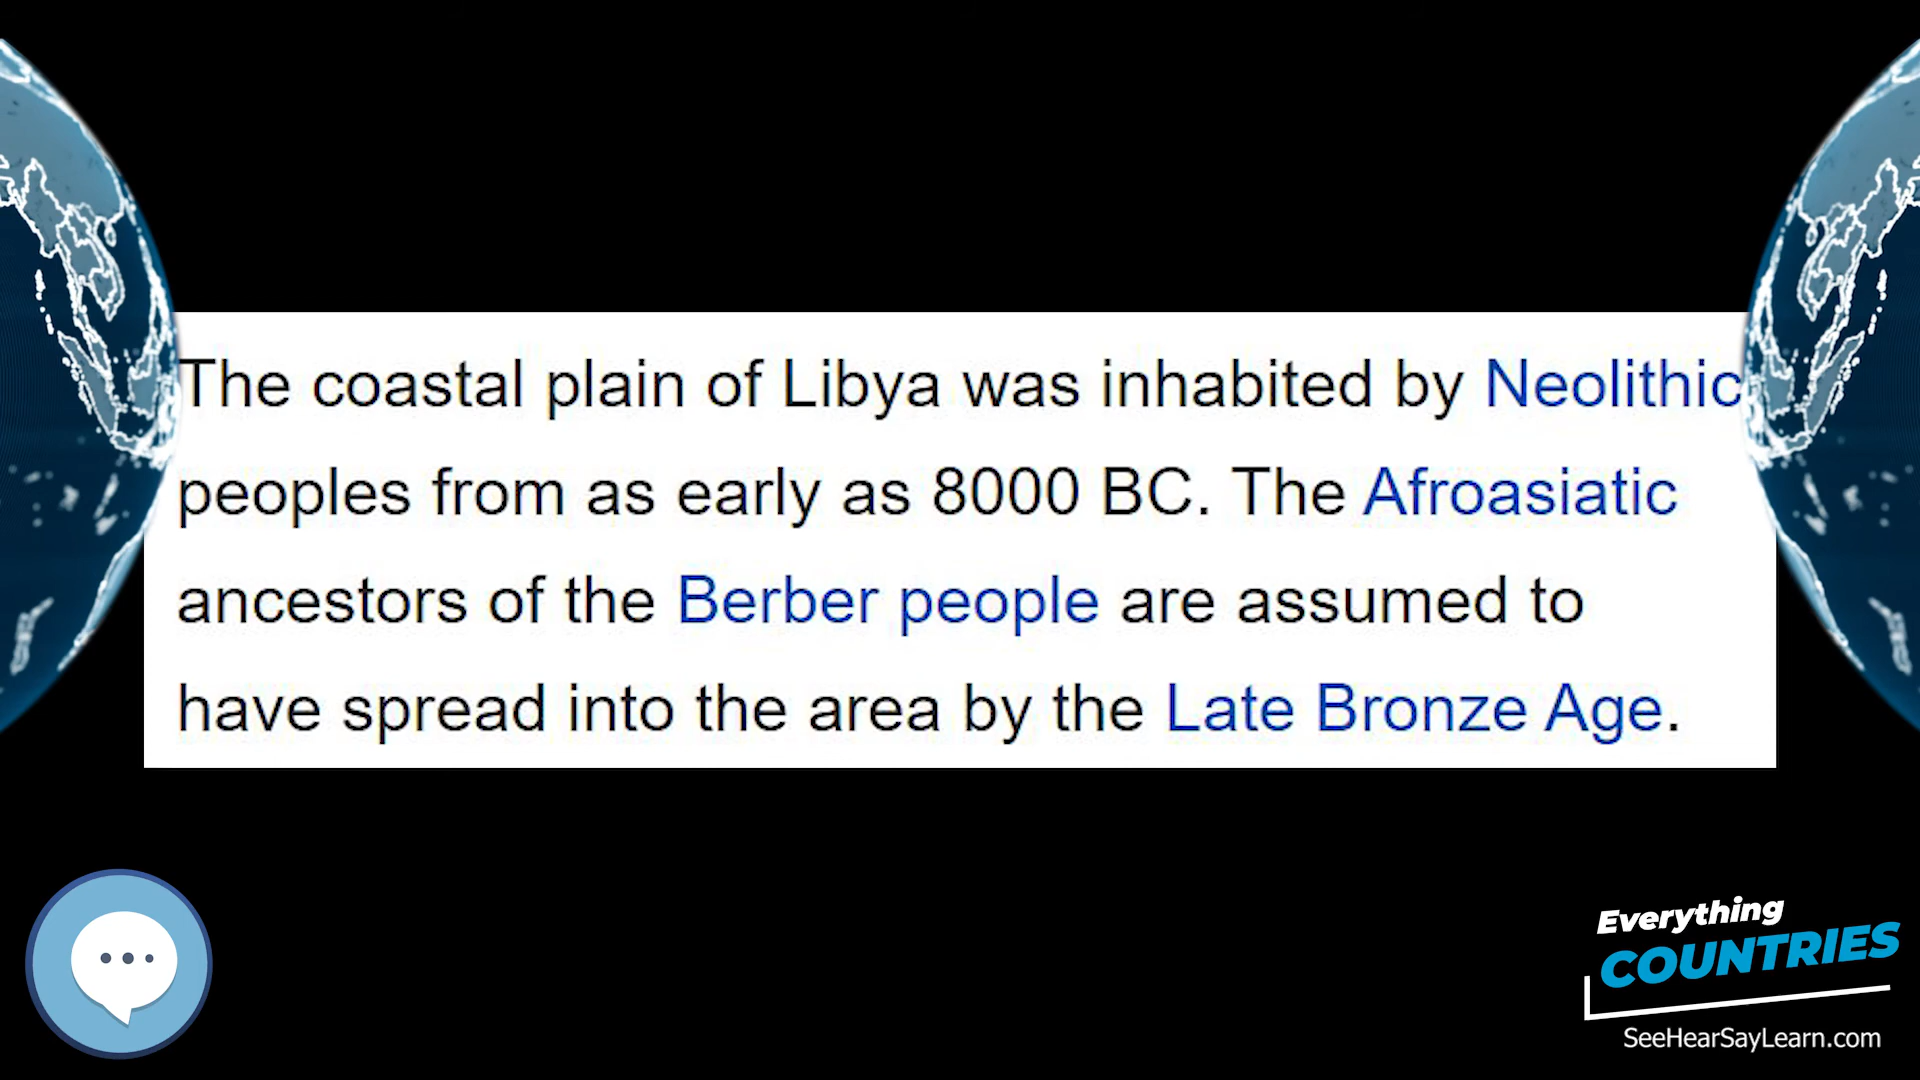 The coastal plain of Libya was inhabited by Neolithic
peoples from as early as 8000 BC. The Afroasiatic
ancestors of the Berber people are assumed to
have spread into the area by the Late Bronze Age.
Everything
COUNTRIES
SeeHearSayLearn.com